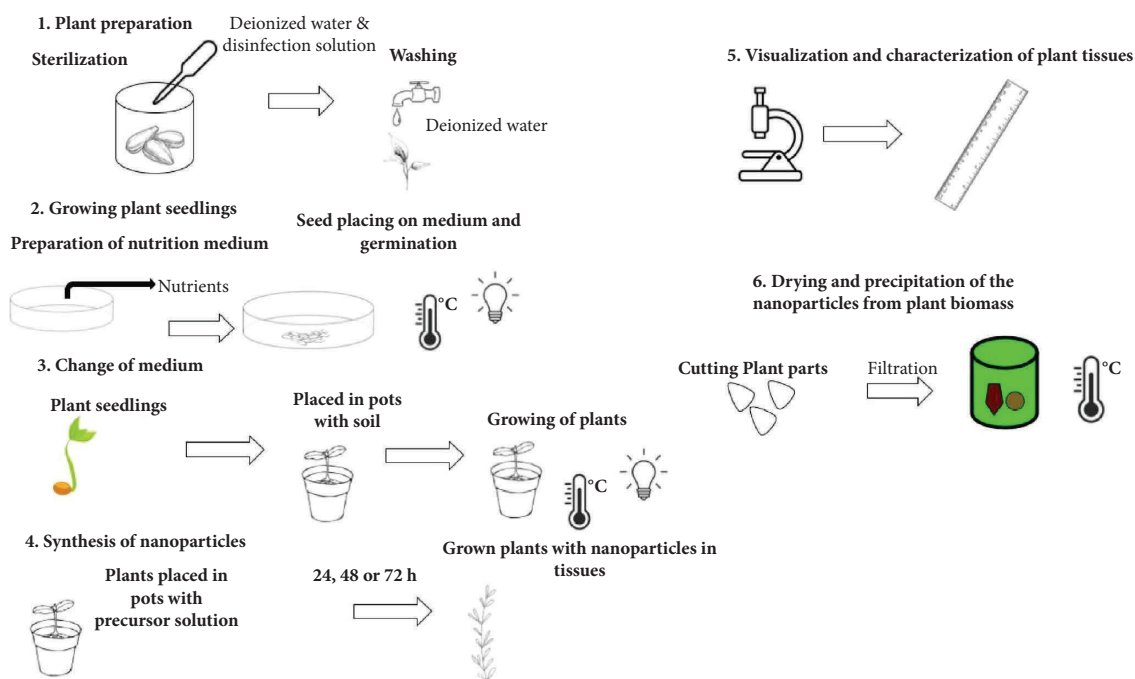 1. Plant preparation
Deionized water &
disinfection solution
Sterilization
Washing
Deionized water
2. Growing plant seedlings
Preparation of nutrition medium
Seed placing on medium and
germination
Nutrients
°C
3. Change of medium
Plant seedlings
Placed in pots
with soil
Growing of plants
°C
4. Synthesis of nanoparticles
Plants placed in
pots with
precursor solution
24, 48 or 72 h
Grown plants with nanoparticles in
tissues
5. Visualization and characterization of plant tissues
6. Drying and precipitation of the
nanoparticles from plant biomass
Cutting Plant parts
Filtration
°C